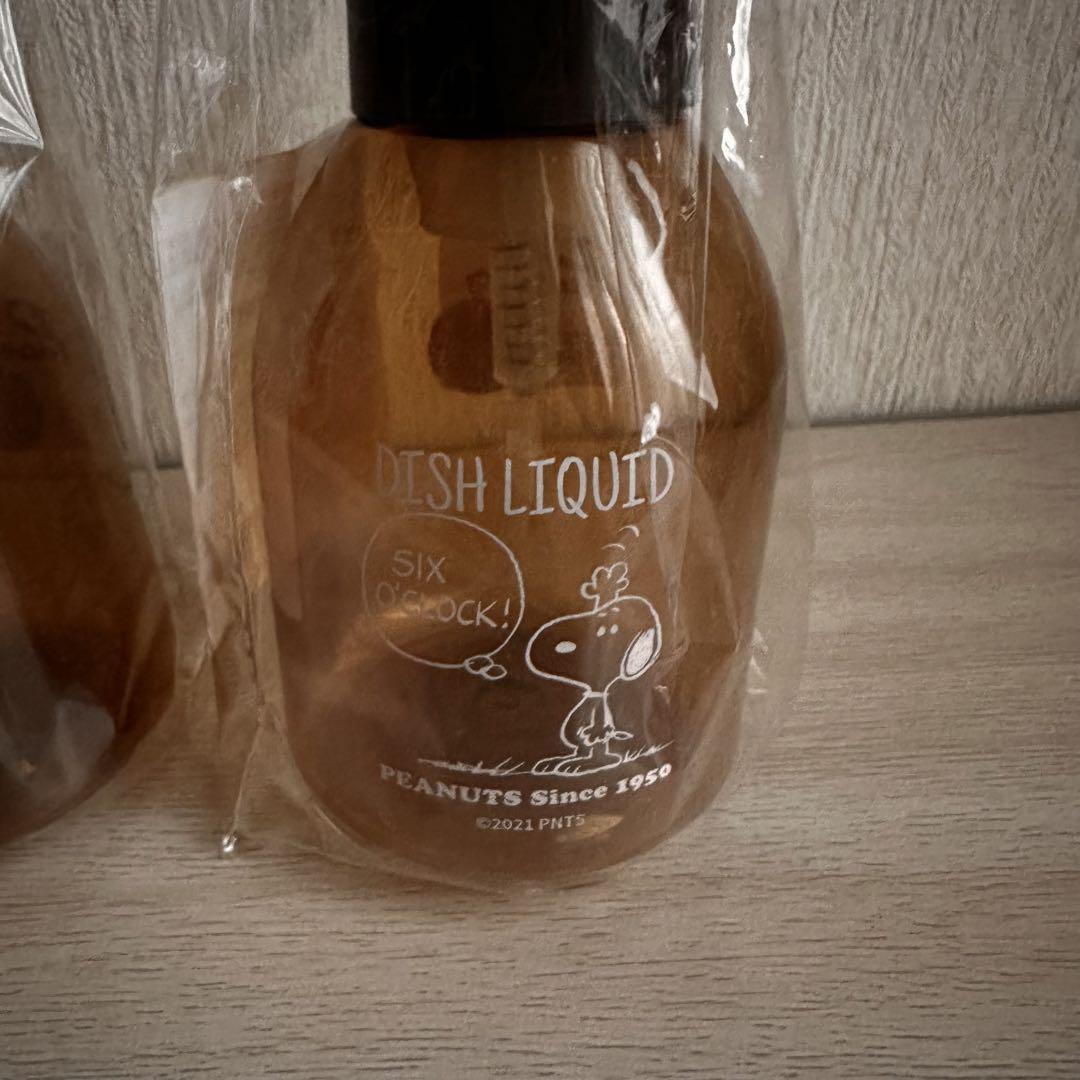 DISH LIQUID
SIX
O'CLOCK!
PEANUTS Since 1950
©2021 PNTS